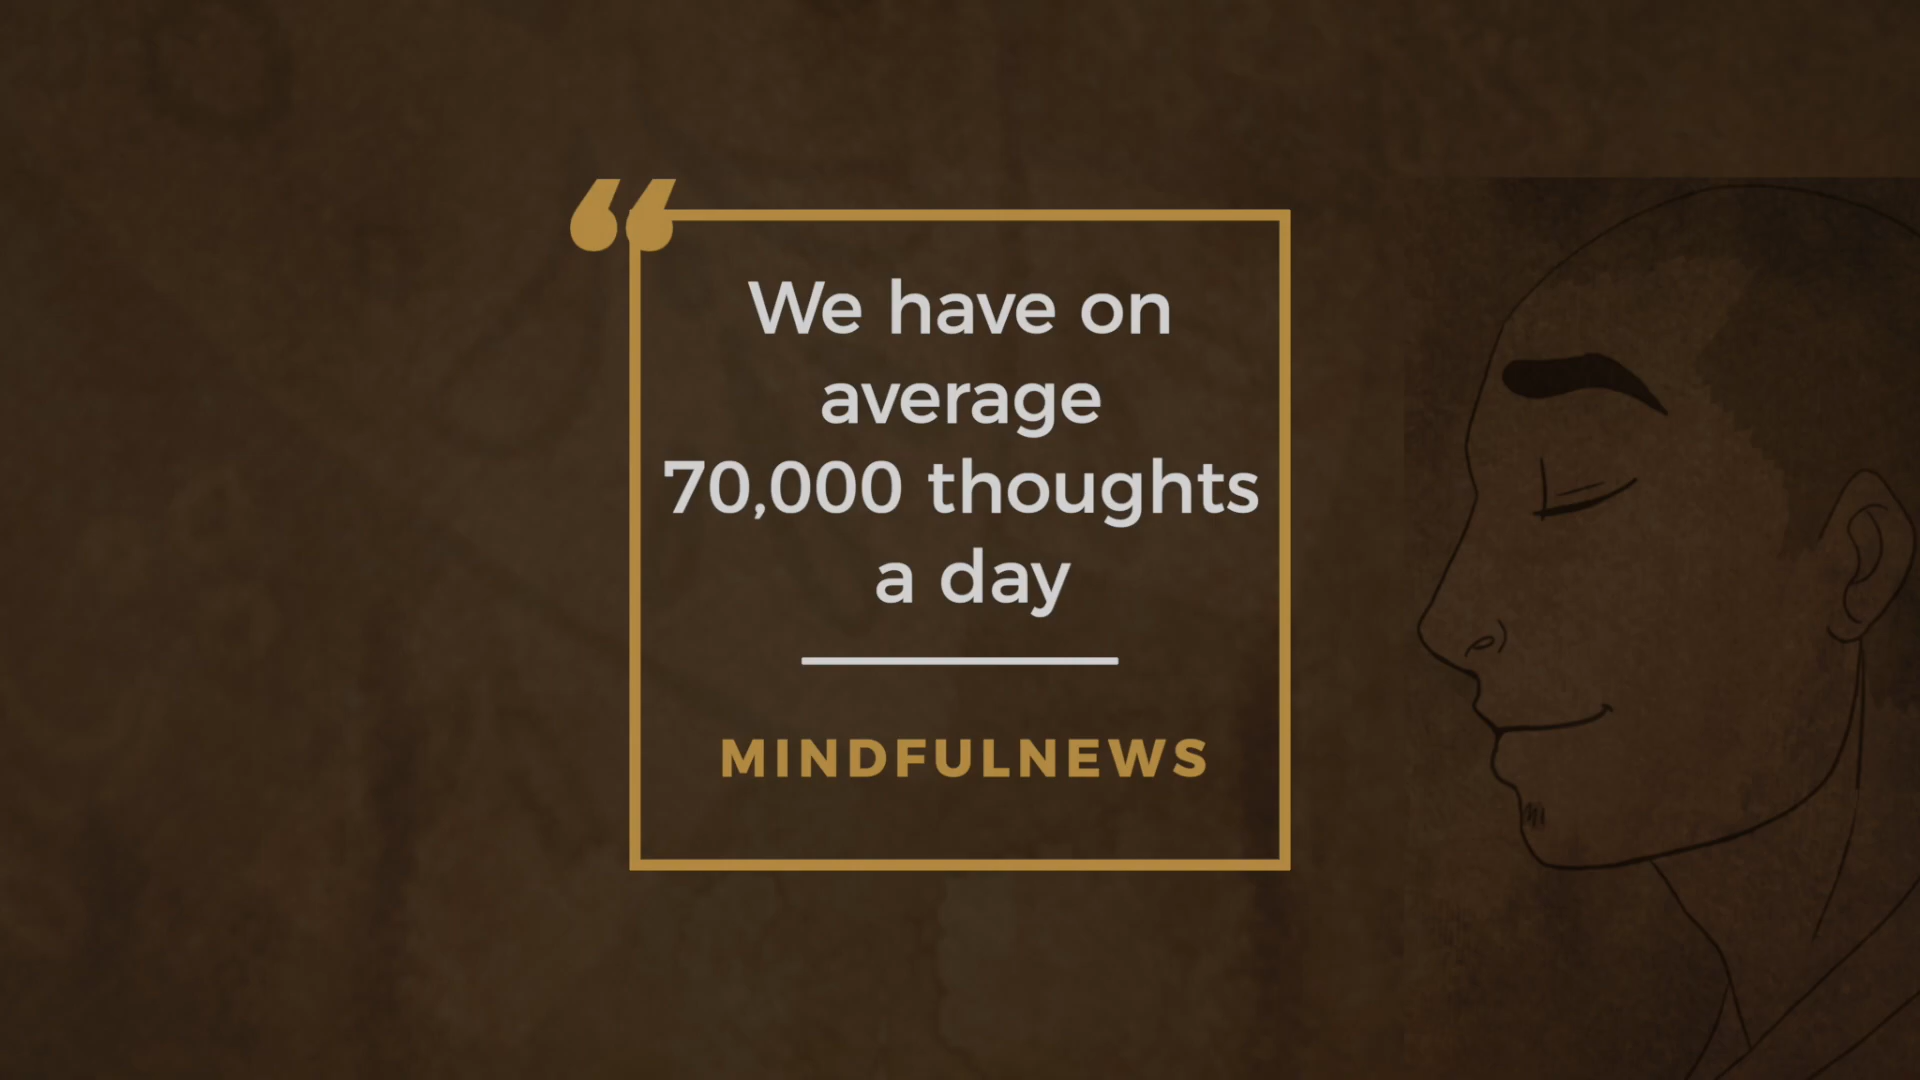 “
We have on
average
70,000 thoughts
a day
MINDFULNEWS